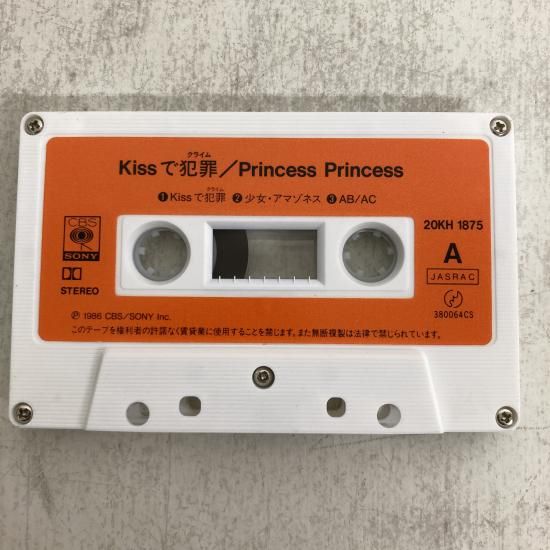 クライム
Kissで犯罪／Princess Princess
クライム
❶Kissで犯罪 ❷少女・アマゾネス ❸AB/AC
CBS
SONY
STEREO
20KH 1875
A
JASRAC
380064CS
Ⓟ 1986 CBS/SONY Inc.
このテープを権利者の許諾なく賃貸業に使用することを禁じます。また無断複製は法律で禁じられています。